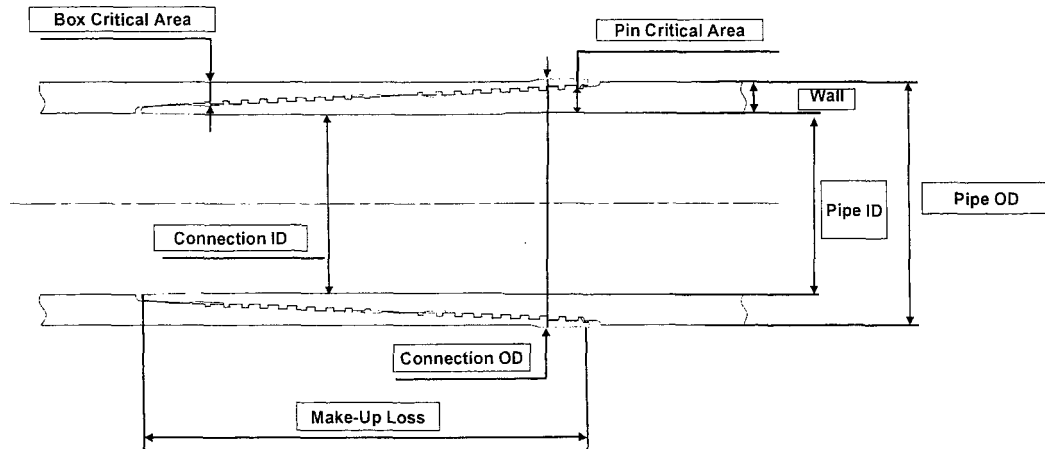 Box Critical Area
Pin Critical Area
Wall
Pipe ID
Pipe OD
Connection ID
Connection OD
Make-Up Loss